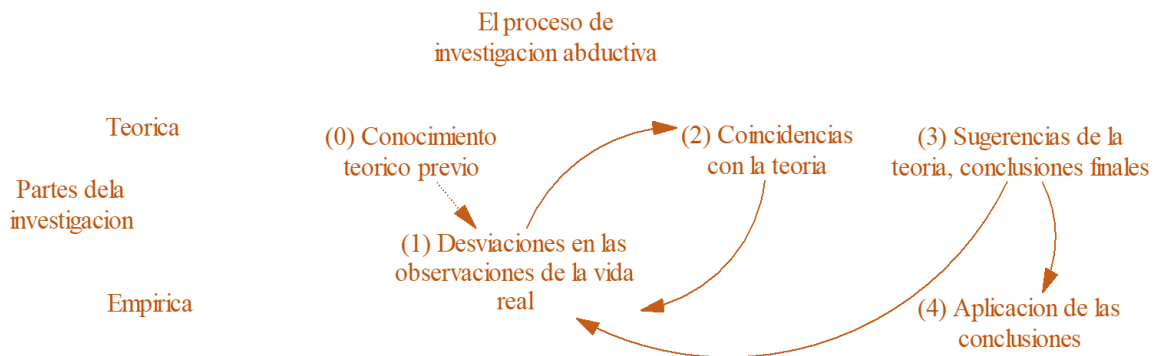 El proceso de
investigacion abductiva
Teorica
(0) Conocimiento
teorico previo
(2) Coincidencias
con la teoria
(3) Sugerencias de la
teoria, conclusiones finales
Partes dela
investigacion
(1) Desviaciones en las
observaciones de la vida
real
Empirica
(4) Aplicacion de las
conclusiones